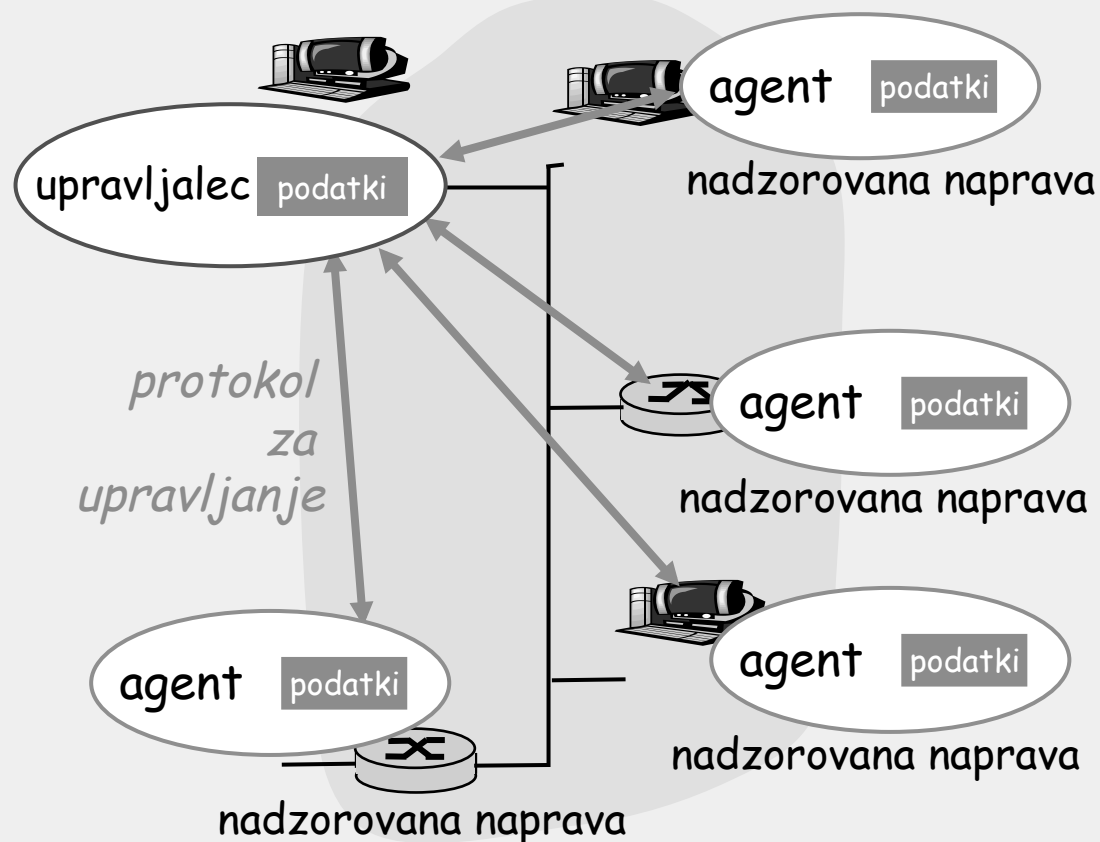 agent podatki
nadzorovana naprava
upravljalec podatki
protokol
za
upravljanje
agent podatki
nadzorovana naprava
agent podatki
nadzorovana naprava
agent podatki
nadzorovana naprava